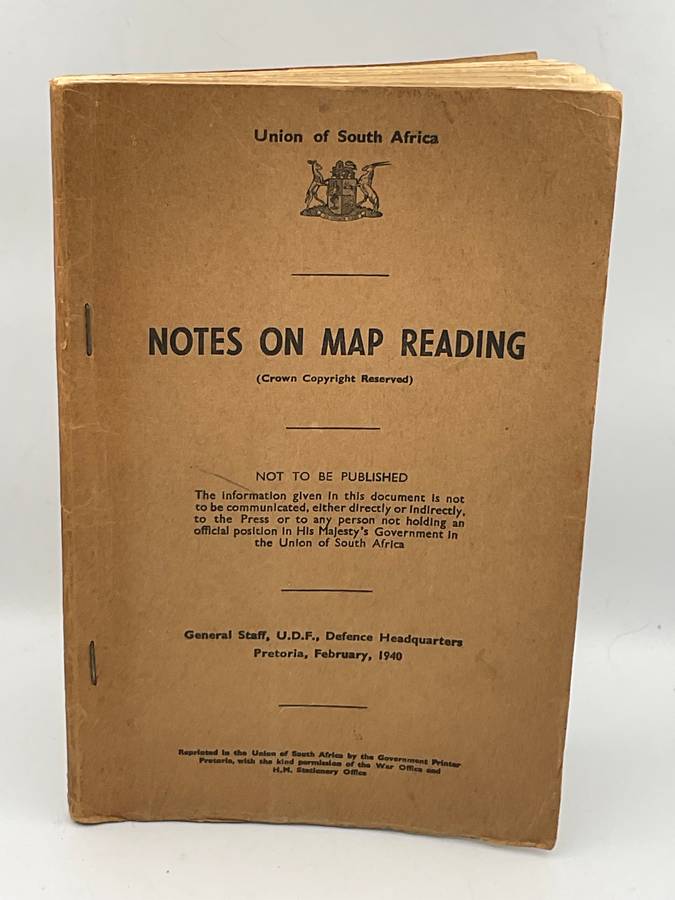 Union of South Africa
NOTES ON MAP READING
(Crown Copyright Reserved)
NOT TO BE PUBLISHED
The information given in this document is not
to be communicated, either directly or indirectly,
to the Press or to any person not holding an
official position in His Majesty's Government in
the Union of South Africa
General Staff, U.D.F., Defence Headquarters
Pretoria, February, 1940
Reprinted in the Union of South Africa by the Government Printer
Pretoria, with the kind permission of the War Office and
H.M. Stationery Office